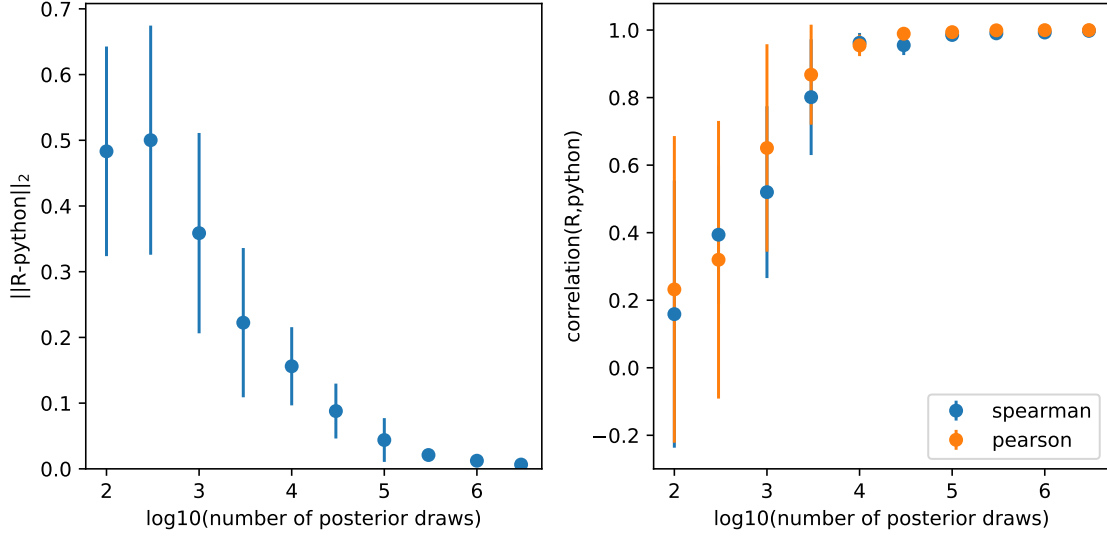 0.7
0.6
0.5
0.4
0.3
0.2
0.1
0.0
||R-python||₂
2 3 4 5 6
log10(number of posterior draws)
1.0
0.8
0.6
0.4
0.2
0.0
−0.2
correlation(R,python)
spearman
pearson
2 3 4 5 6
log10(number of posterior draws)